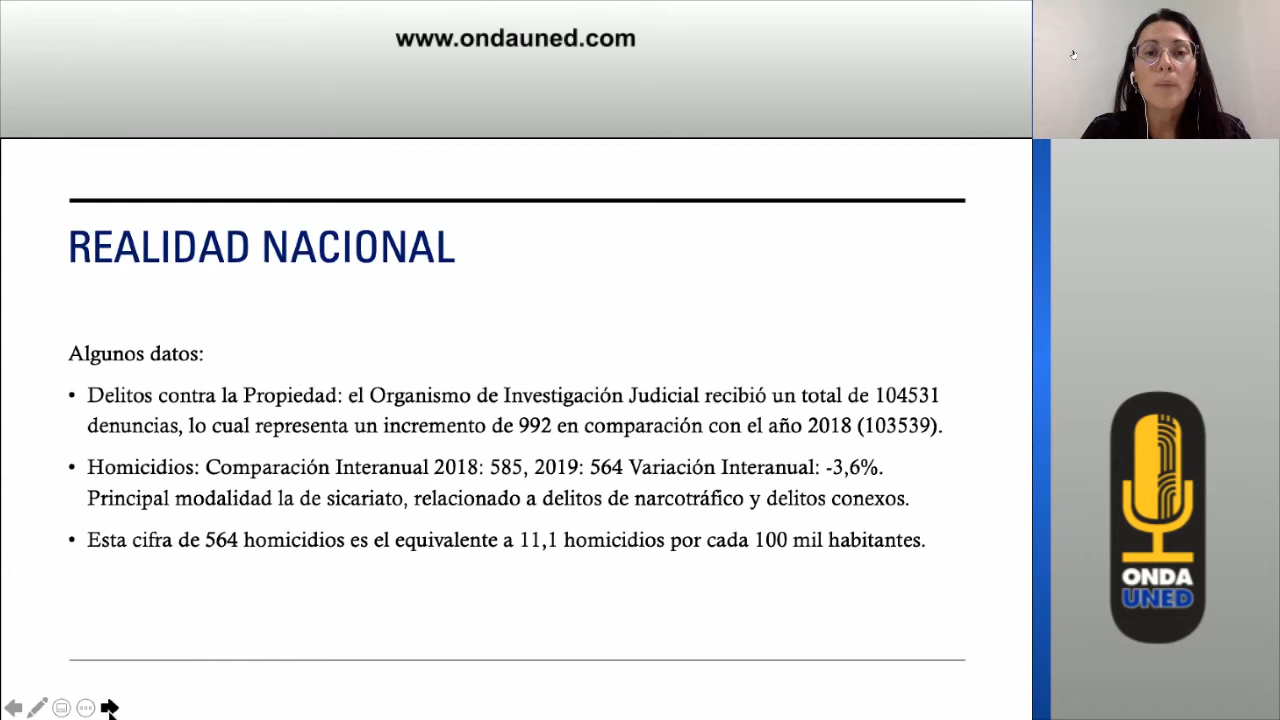 www.ondauned.com
REALIDAD NACIONAL
Algunos datos:
• Delitos contra la Propiedad: el Organismo de Investigación Judicial recibió un total de 104531
denuncias, lo cual representa un incremento de 992 en comparación con el año 2018 (103539).
• Homicidios: Comparación Interanual 2018: 585, 2019: 564 Variación Interanual: -3,6%.
Principal modalidad la de sicariato, relacionado a delitos de narcotráfico y delitos conexos.
• Esta cifra de 564 homicidios es el equivalente a 11,1 homicidios por cada 100 mil habitantes.
ONDA
UNED